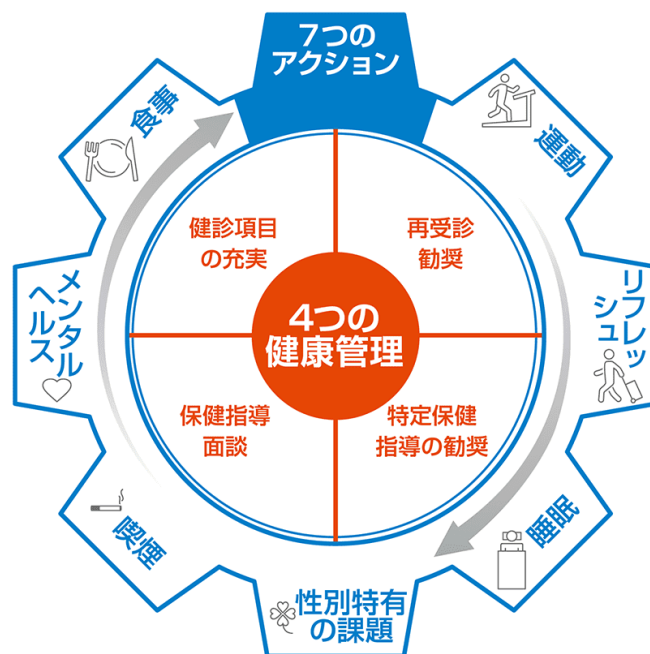 7つの
アクション
運動
リフレッ
シュ
睡眠
性別特有
の課題
喫煙
メンタル
ヘルス
食事
健診項目
の充実
再受診
勧奨
4つの
健康管理
保健指導
面談
特定保健
指導の勧奨